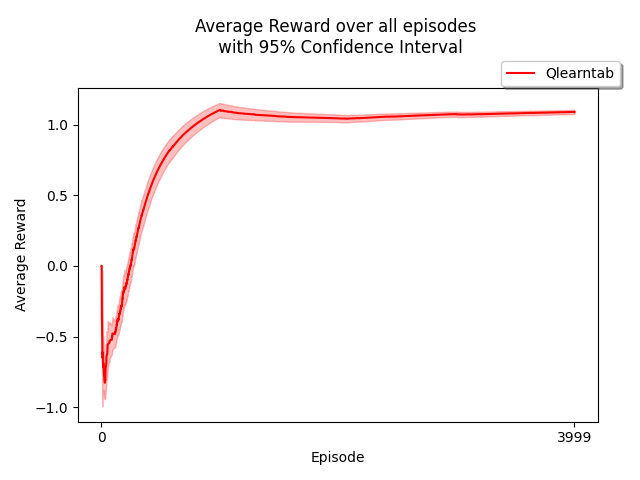 Average Reward over all episodes
with 95% Confidence Interval
Qlearntab
1.0
0.5
0.0
−0.5
−1.0
Average Reward
0
3999
Episode